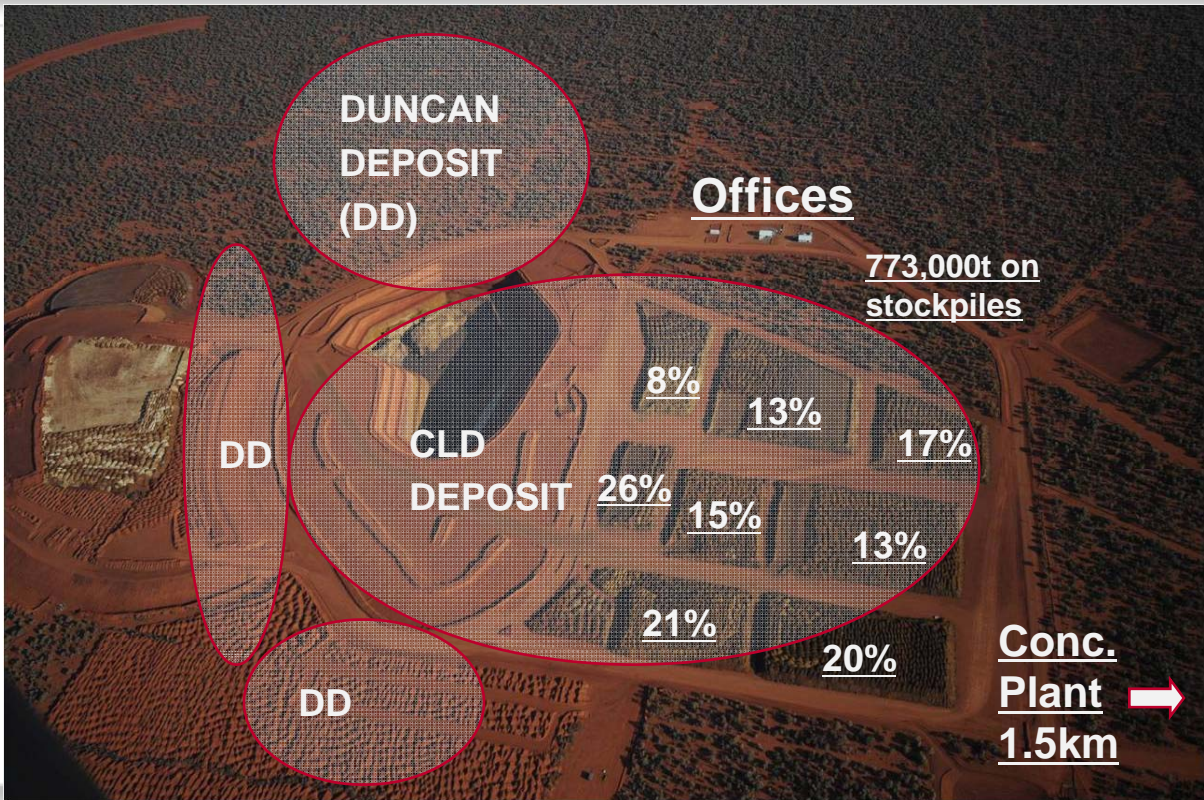 DUNCAN
DEPOSIT
(DD)
Offices
773,000t on
stockpiles
8%
13%
17%
DD
CLD
DEPOSIT
26%
15%
13%
21%
20%
DD
Conc.
Plant
1.5km